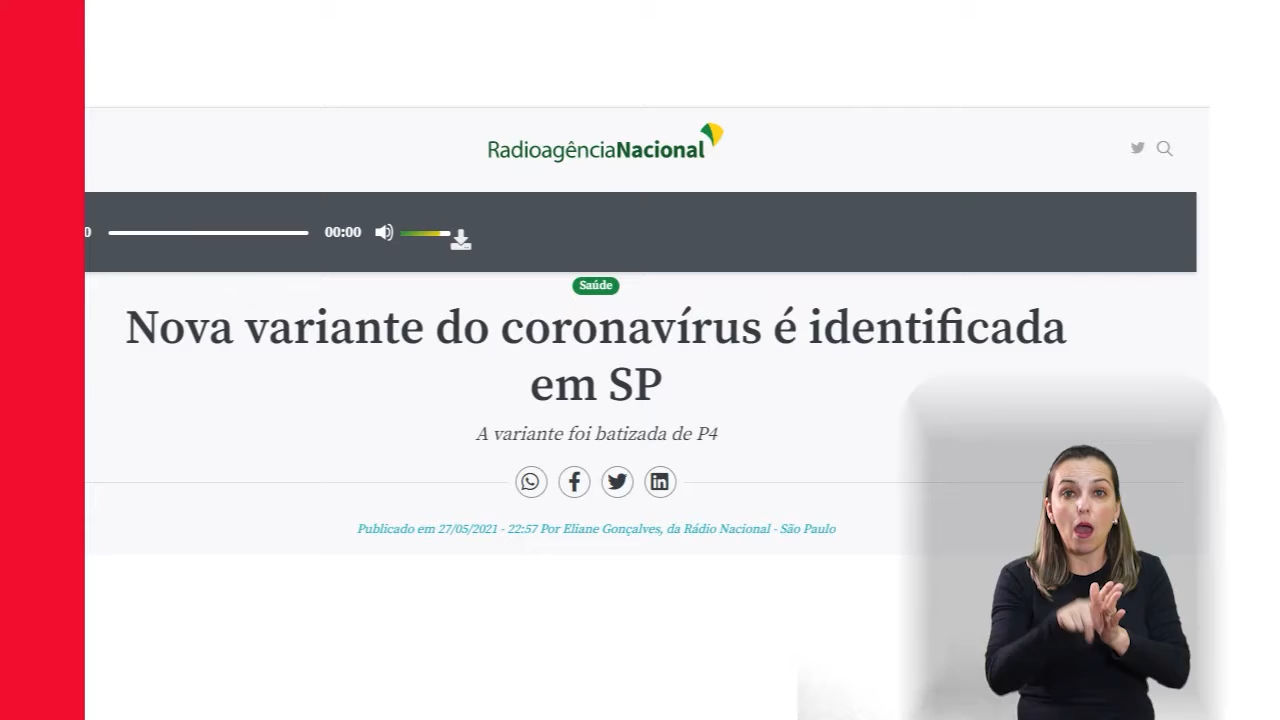 RadioagênciaNacional
0 00:00
Saúde
Nova variante do coronavírus é identificada
em SP
A variante foi batizada de P4
Publicado em 27/05/2021 - 22:57 Por Eliane Gonçalves, da Rádio Nacional - São Paulo